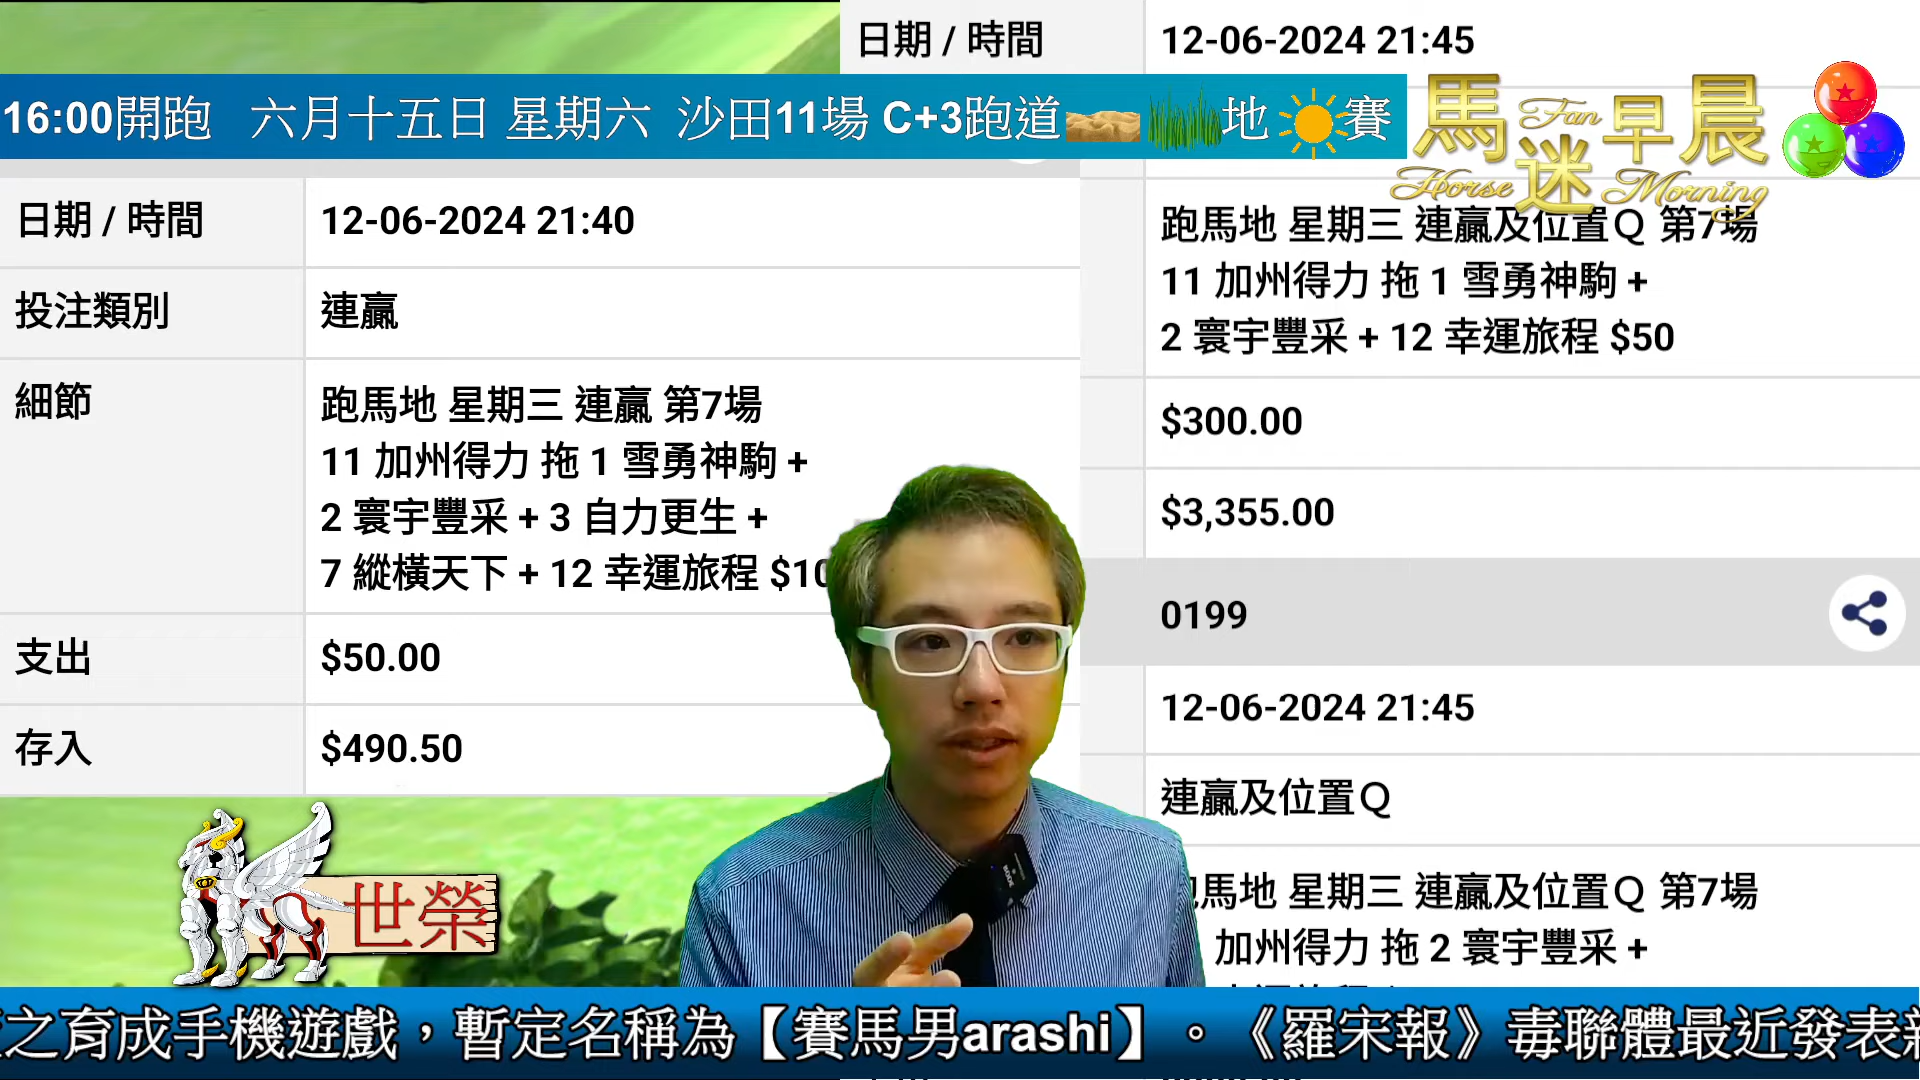 日期 / 時間 12-06-2024 21:45
16:00開跑 六月十五日 星期六 沙田11場 C+3跑道 地 賽
馬迷早晨
Horse Fan Morning
日期 / 時間 12-06-2024 21:40
投注類別 連贏
細節 跑馬地 星期三 連贏 第7場
11 加州得力 拖 1 雪勇神駒 +
2 寰宇豐采 + 3 自力更生 +
7 縱橫天下 + 12 幸運旅程 $10
支出 $50.00
存入 $490.50
跑馬地 星期三 連贏及位置Q 第7場
11 加州得力 拖 1 雪勇神駒 +
2 寰宇豐采 + 12 幸運旅程 $50
$300.00
$3,355.00
0199
12-06-2024 21:45
連贏及位置Q
馬地 星期三 連贏及位置Q 第7場
加州得力 拖 2 寰宇豐采 +
世榮
之育成手機遊戲，暫定名稱為【賽馬男arashi】。《羅宋報》毒聯體最近發表